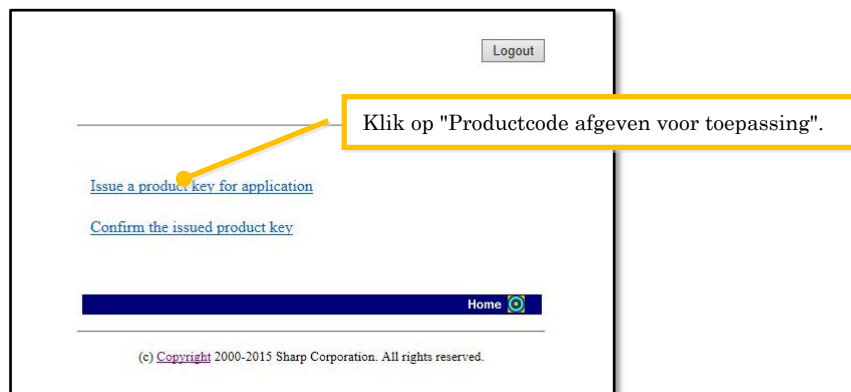 Logout
Klik op "Productcode afgeven voor toepassing".
Issue a product key for application
Confirm the issued product key
Home
(c) Copyright 2000-2015 Sharp Corporation. All rights reserved.